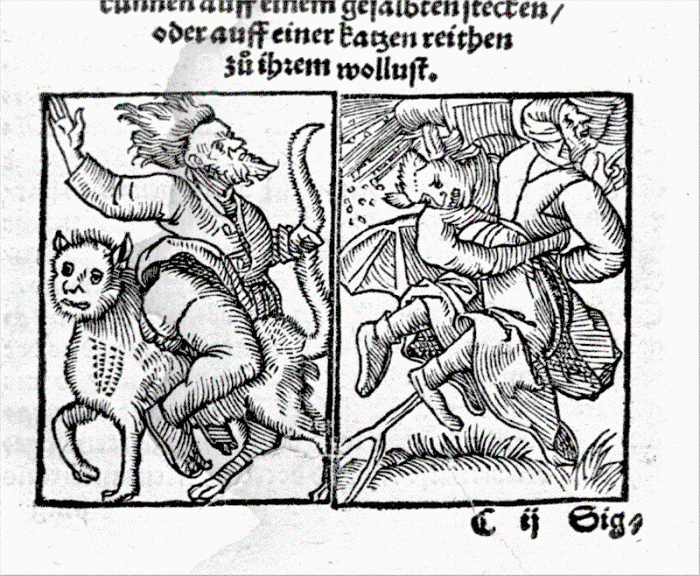 auff einem geſalbten ſtecken/
oder auff einer katzen reithen
zů ihrem wolluſt.
C ij Sig⸗